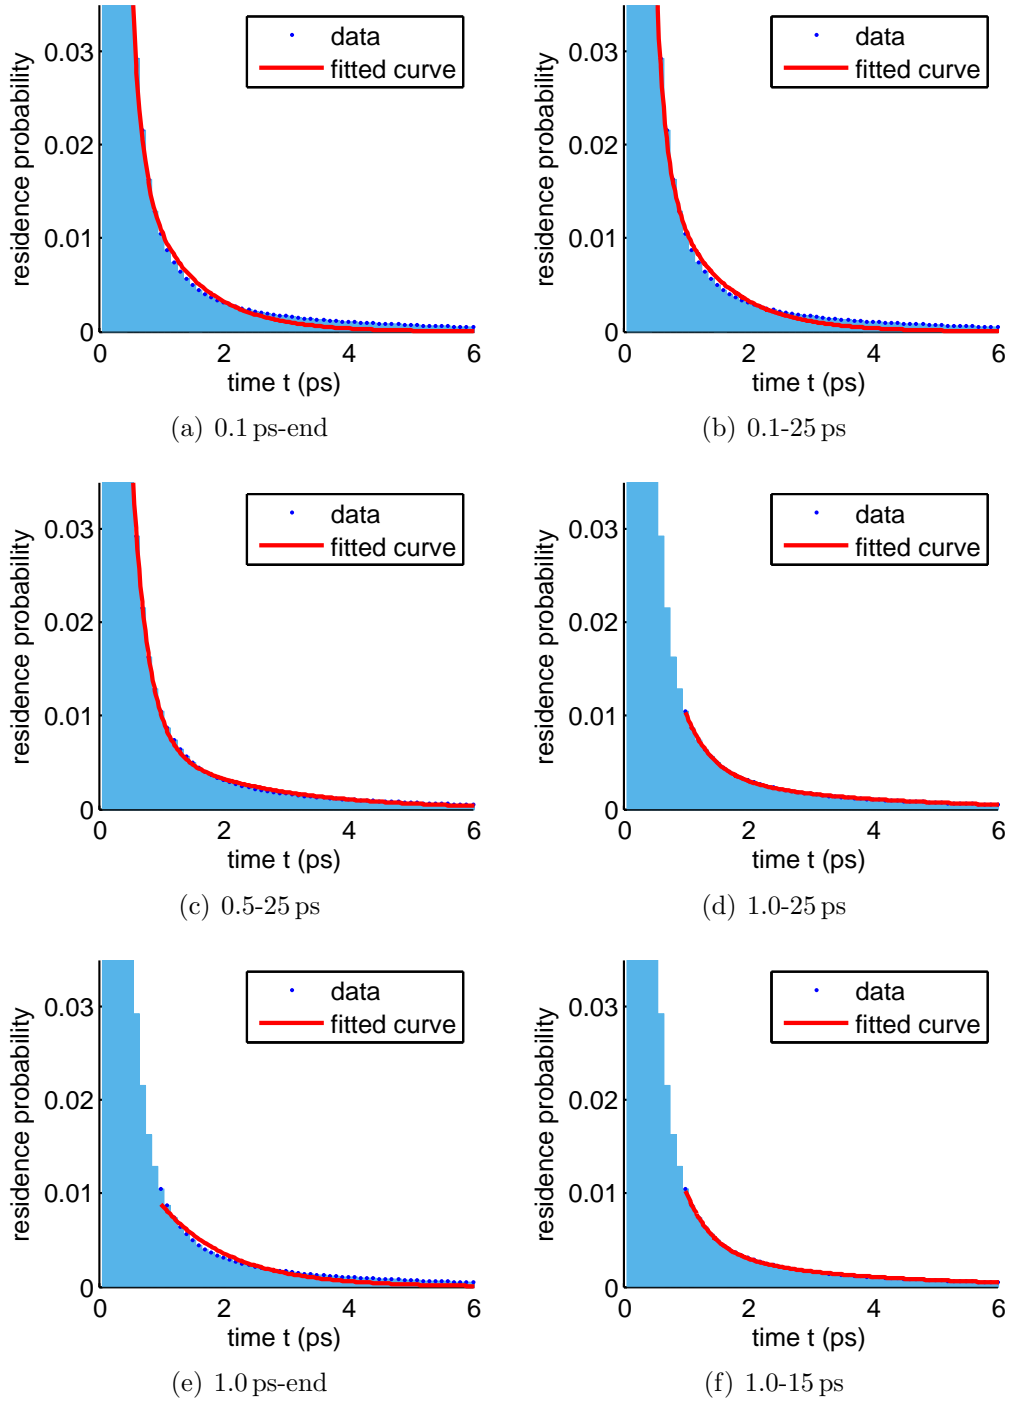 residence probability
0.03
0.02
0.01
0
0 2 4 6
time t (ps)
data
fitted curve
(a) 0.1 ps-end
residence probability
0.03
0.02
0.01
0
0 2 4 6
time t (ps)
data
fitted curve
(b) 0.1-25 ps
residence probability
0.03
0.02
0.01
0
0 2 4 6
time t (ps)
data
fitted curve
(c) 0.5-25 ps
residence probability
0.03
0.02
0.01
0
0 2 4 6
time t (ps)
data
fitted curve
(d) 1.0-25 ps
residence probability
0.03
0.02
0.01
0
0 2 4 6
time t (ps)
data
fitted curve
(e) 1.0 ps-end
residence probability
0.03
0.02
0.01
0
0 2 4 6
time t (ps)
data
fitted curve
(f) 1.0-15 ps